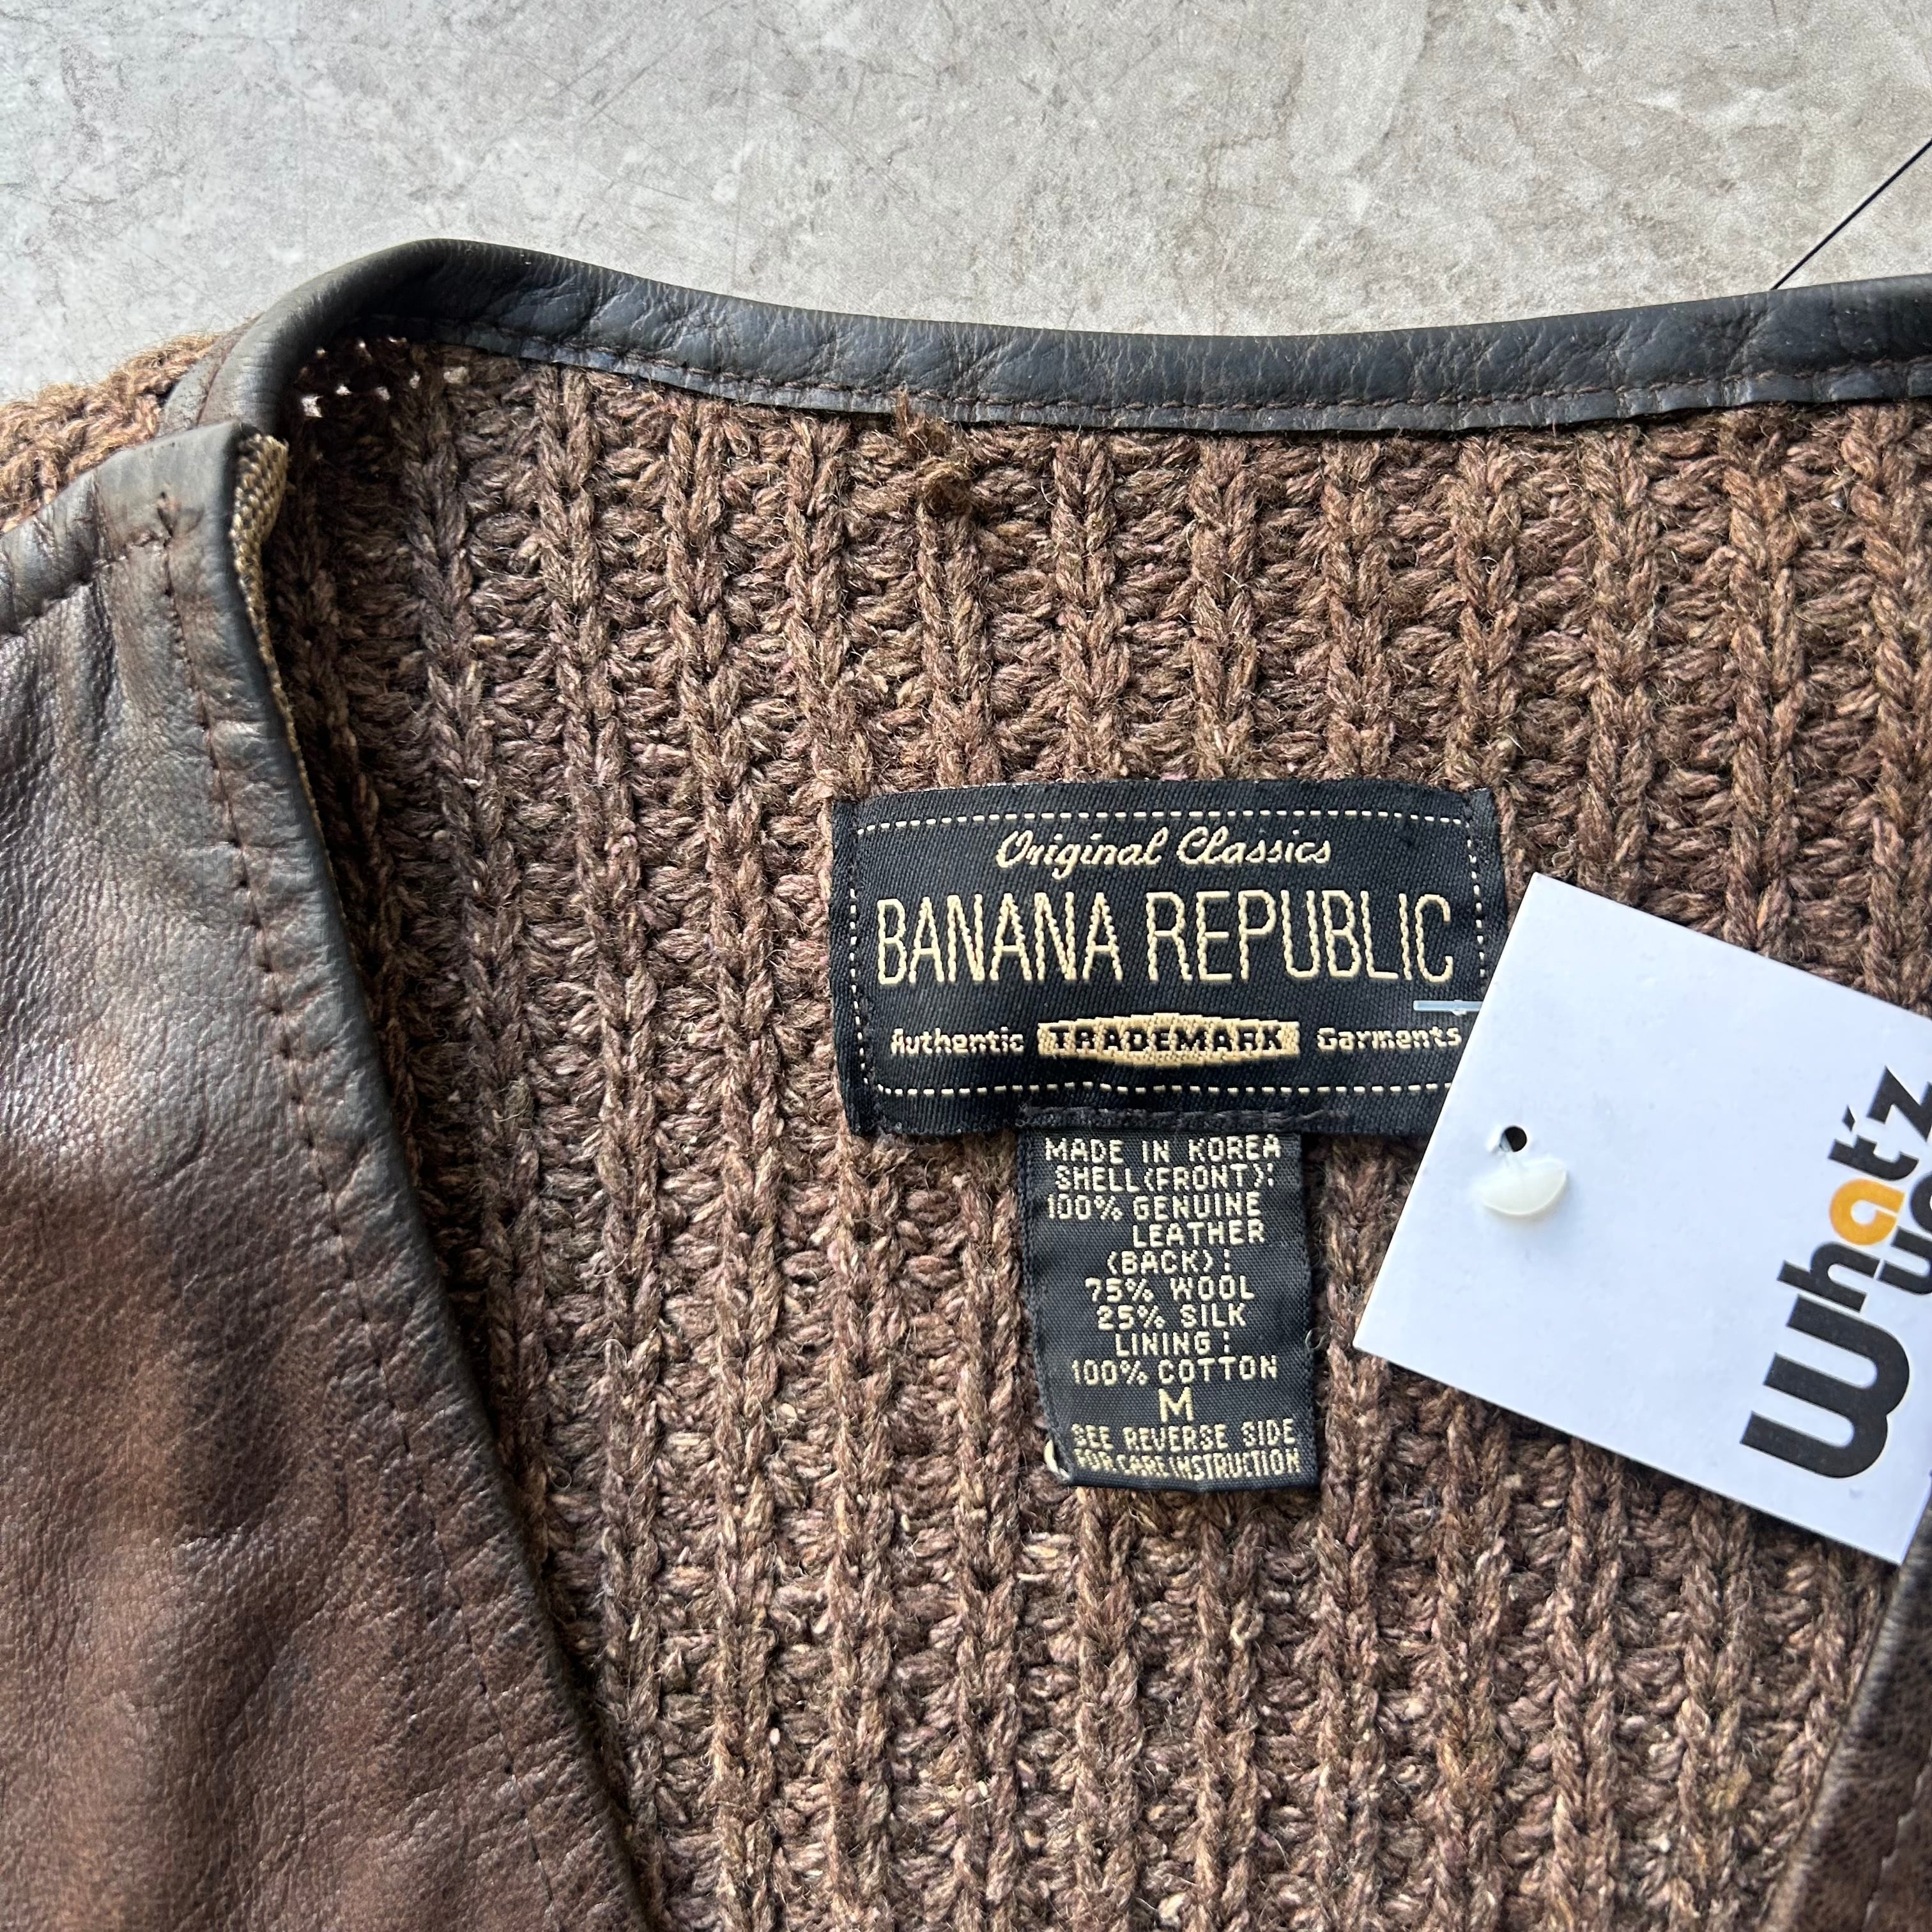 Original Classics
BANANA REPUBLIC
Authentic TRADEMARK Garments
MADE IN KOREA
SHELL(FRONT):
100% GENUINE
LEATHER
(BACK):
75% WOOL
25% SILK
LINING:
100% COTTON
M
SEE REVERSE SIDE
FOR CARE INSTRUCTION
What'z